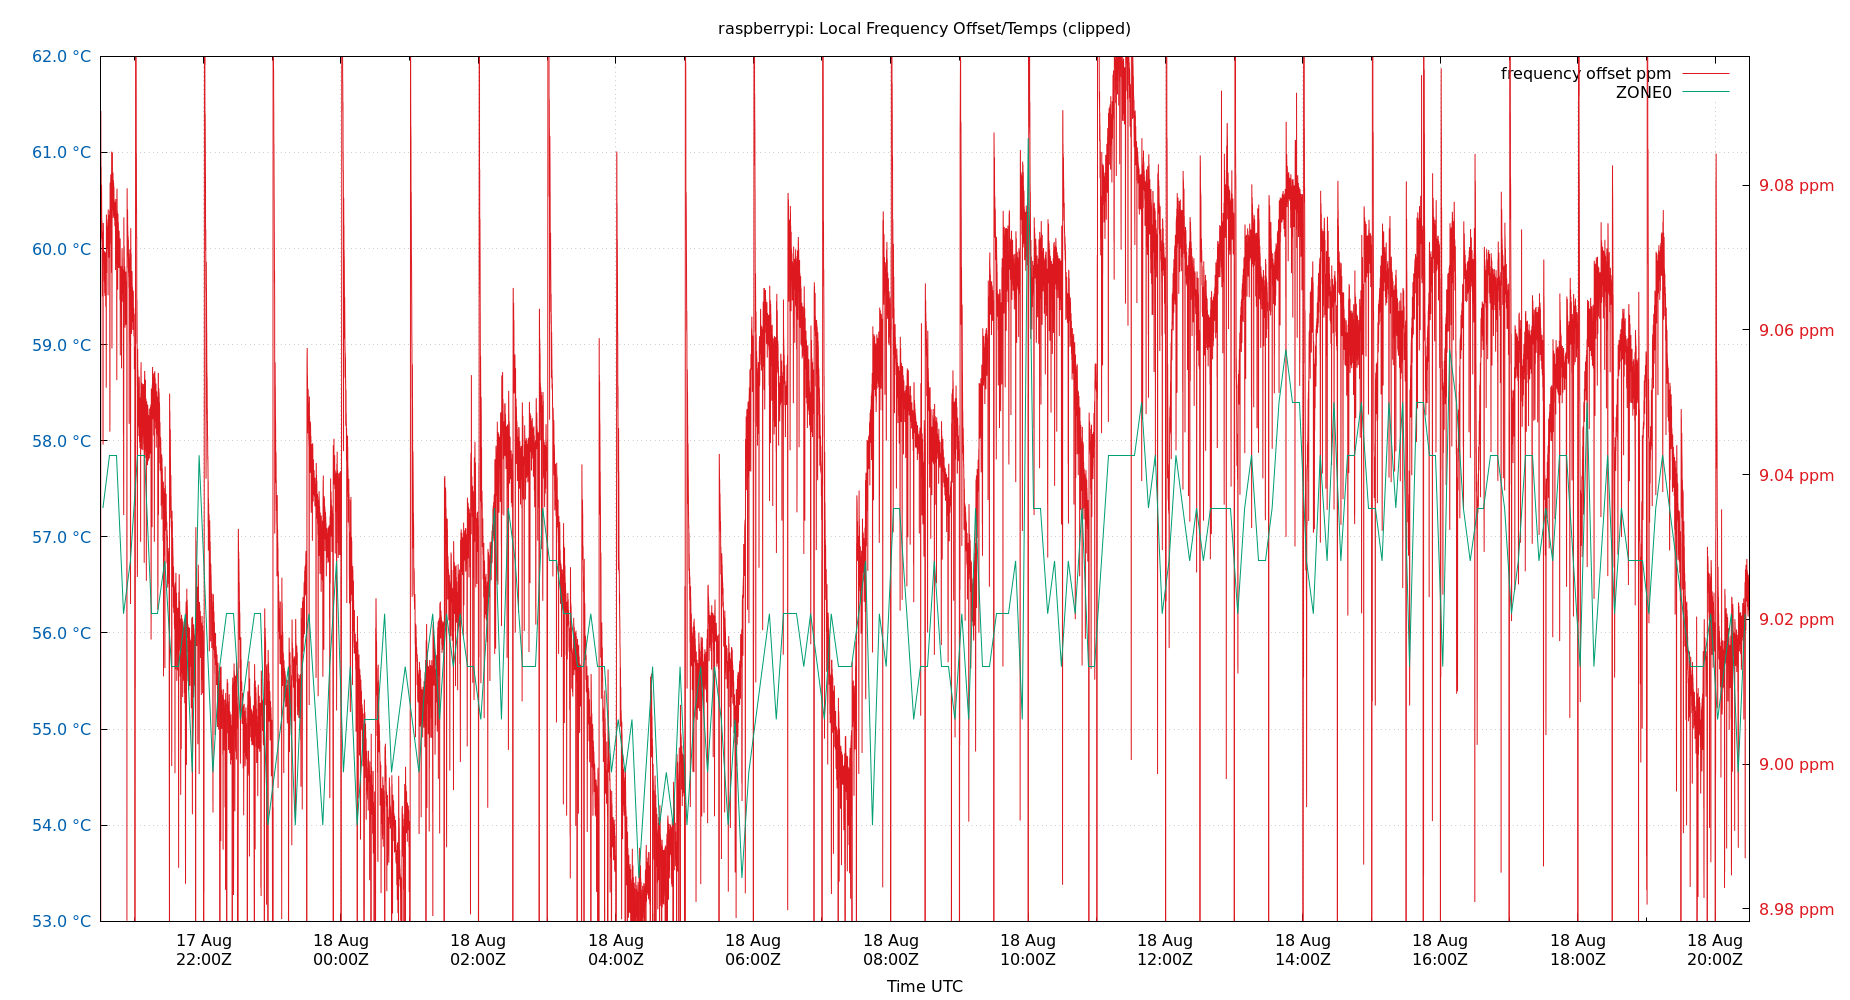 raspberrypi: Local Frequency Offset/Temps (clipped)
frequency offset ppm
ZONE0
62.0 °C
61.0 °C
60.0 °C
59.0 °C
58.0 °C
57.0 °C
56.0 °C
55.0 °C
54.0 °C
53.0 °C
9.08 ppm
9.06 ppm
9.04 ppm
9.02 ppm
9.00 ppm
8.98 ppm
17 Aug 18 Aug 18 Aug 18 Aug 18 Aug 18 Aug 18 Aug 18 Aug 18 Aug 18 Aug 18 Aug 18 Aug
22:00Z 00:00Z 02:00Z 04:00Z 06:00Z 08:00Z 10:00Z 12:00Z 14:00Z 16:00Z 18:00Z 20:00Z
Time UTC